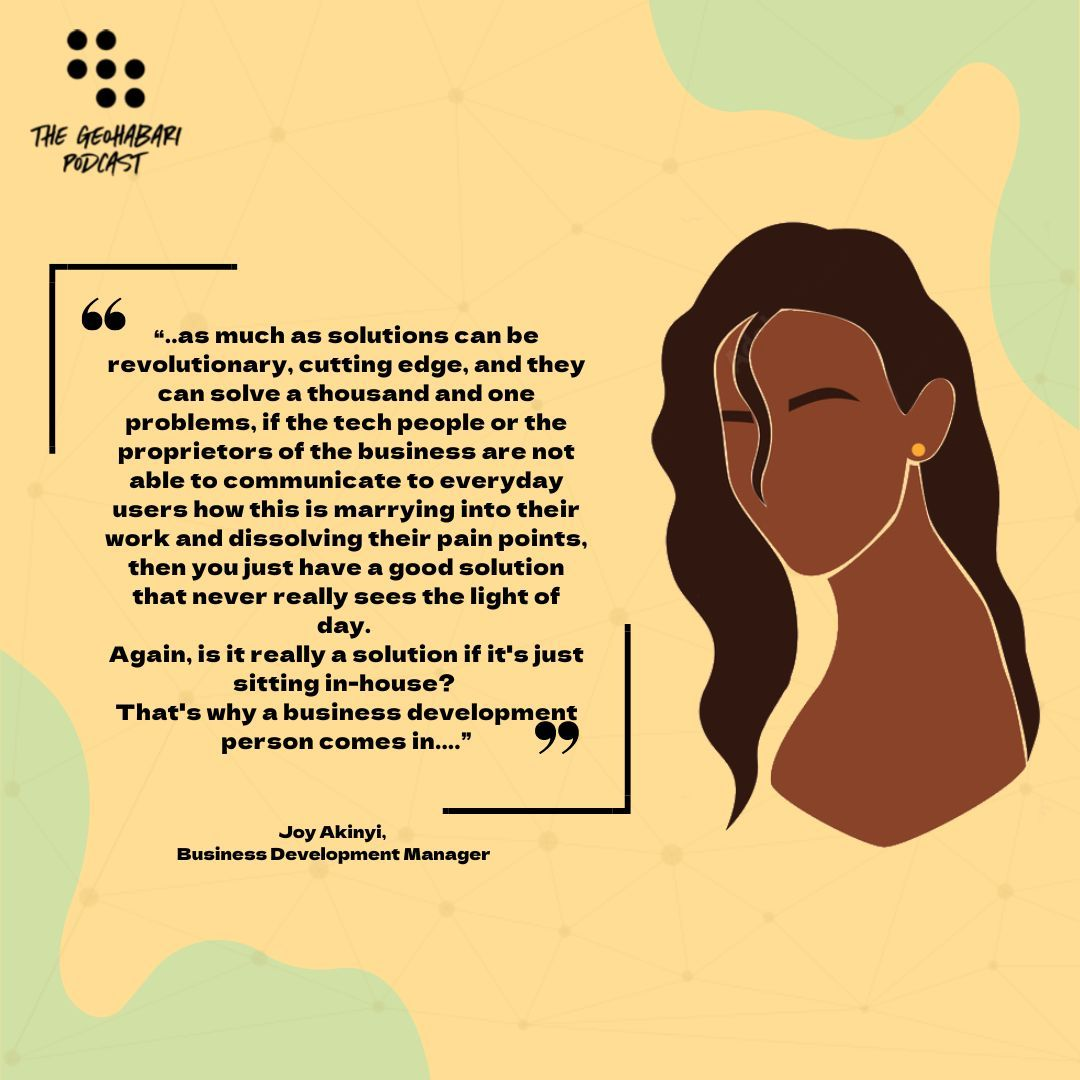 THE GEOHABARI
PODCAST
“
“..as much as solutions can be
revolutionary, cutting edge, and they
can solve a thousand and one
problems, if the tech people or the
proprietors of the business are not
able to communicate to everyday
users how this is marrying into their
work and dissolving their pain points,
then you just have a good solution
that never really sees the light of
day.
Again, is it really a solution if it's just
sitting in-house?
That's why a business development
person comes in....”
”
Joy Akinyi,
Business Development Manager